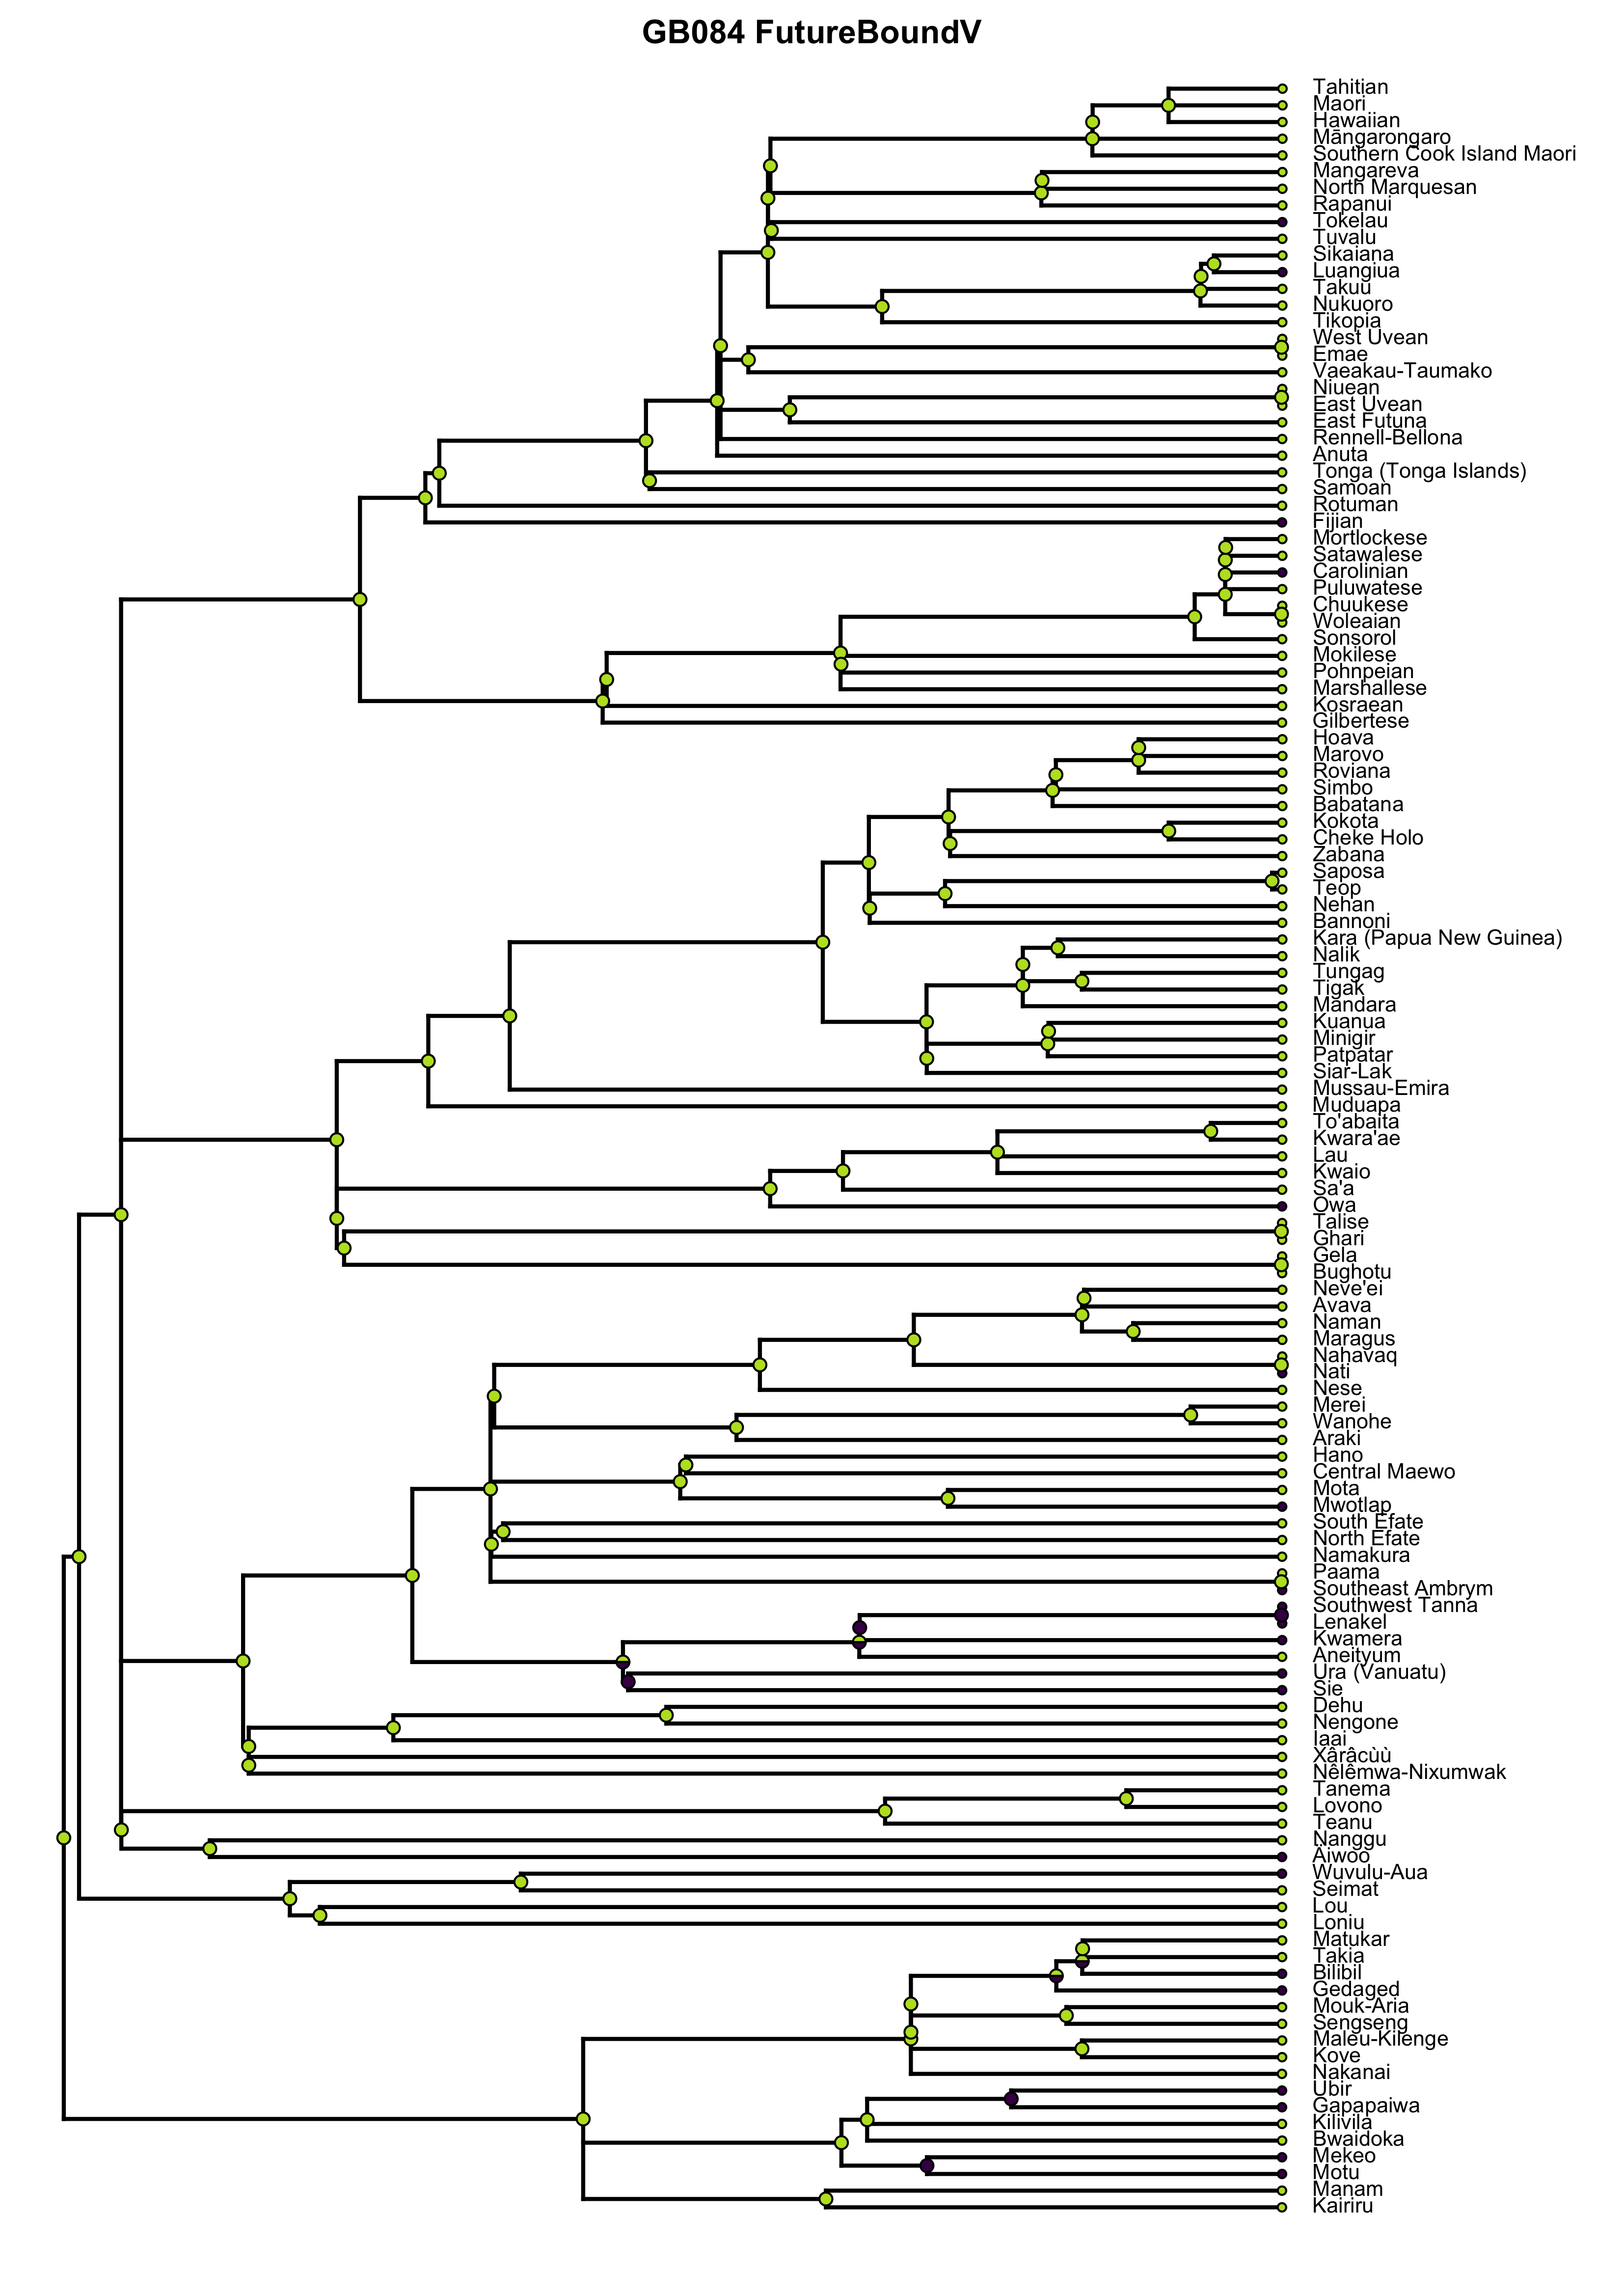 GB084 FutureBoundV
Tahitian
Maori
Hawaiian
Māngarongaro
Southern Cook Island Maori
Mangareva
North Marquesan
Rapanui
Tokelau
Tuvalu
Sikaiana
Luangiua
Takuu
Nukuoro
Tikopia
West Uvean
Emae
Vaeakau-Taumako
Niuean
East Uvean
East Futuna
Rennell-Bellona
Anuta
Tonga (Tonga Islands)
Samoan
Rotuman
Fijian
Mortlockese
Satawalese
Carolinian
Puluwatese
Chuukese
Woleaian
Sonsorol
Mokilese
Pohnpeian
Marshallese
Kosraean
Gilbertese
Hoava
Marovo
Roviana
Simbo
Babatana
Kokota
Cheke Holo
Zabana
Saposa
Teop
Nehan
Bannoni
Kara (Papua New Guinea)
Nalik
Tungag
Tigak
Mandara
Kuanua
Minigir
Patpatar
Siar-Lak
Mussau-Emira
Muduapa
To'abaita
Kwara'ae
Lau
Kwaio
Sa'a
Owa
Talise
Ghari
Gela
Bughotu
Neve'ei
Avava
Naman
Maragus
Nahavaq
Nati
Nese
Merei
Wanohe
Araki
Hano
Central Maewo
Mota
Mwotlap
South Efate
North Efate
Namakura
Paama
Southeast Ambrym
Southwest Tanna
Lenakel
Kwamera
Aneityum
Ura (Vanuatu)
Sie
Dehu
Nengone
Iaai
Xârâcùù
Nêlêmwa-Nixumwak
Tanema
Lovono
Teanu
Nanggu
Äiwoo
Wuvulu-Aua
Seimat
Lou
Loniu
Matukar
Takia
Bilibil
Gedaged
Mouk-Aria
Sengseng
Maleu-Kilenge
Kove
Nakanai
Ubir
Gapapaiwa
Kilivila
Bwaidoka
Mekeo
Motu
Manam
Kairiru